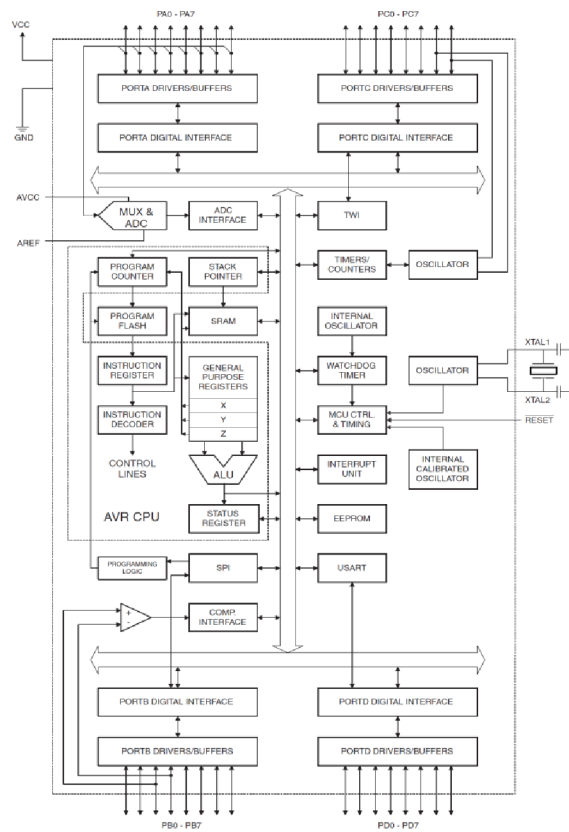 PA0 - PA7
PC0 - PC7
VCC
PORTA DRIVERS/BUFFERS
PORTC DRIVERS/BUFFERS
GND
PORTA DIGITAL INTERFACE
PORTC DIGITAL INTERFACE
AVCC
MUX &
ADC
ADC
INTERFACE
TWI
AREF
PROGRAM
COUNTER
STACK
POINTER
TIMERS/
COUNTERS
OSCILLATOR
PROGRAM
FLASH
SRAM
INTERNAL
OSCILLATOR
XTAL1
INSTRUCTION
REGISTER
GENERAL
PURPOSE
REGISTERS
WATCHDOG
TIMER
OSCILLATOR
X
XTAL2
INSTRUCTION
DECODER
Y
MCU CTRL.
& TIMING
RESET
Z
CONTROL
LINES
ALU
INTERRUPT
UNIT
INTERNAL
CALIBRATED
OSCILLATOR
AVR CPU
STATUS
REGISTER
EEPROM
PROGRAMMING
LOGIC
SPI
USART
+
-
COMP.
INTERFACE
PORTB DIGITAL INTERFACE
PORTD DIGITAL INTERFACE
PORTB DRIVERS/BUFFERS
PORTD DRIVERS/BUFFERS
PB0 - PB7
PD0 - PD7